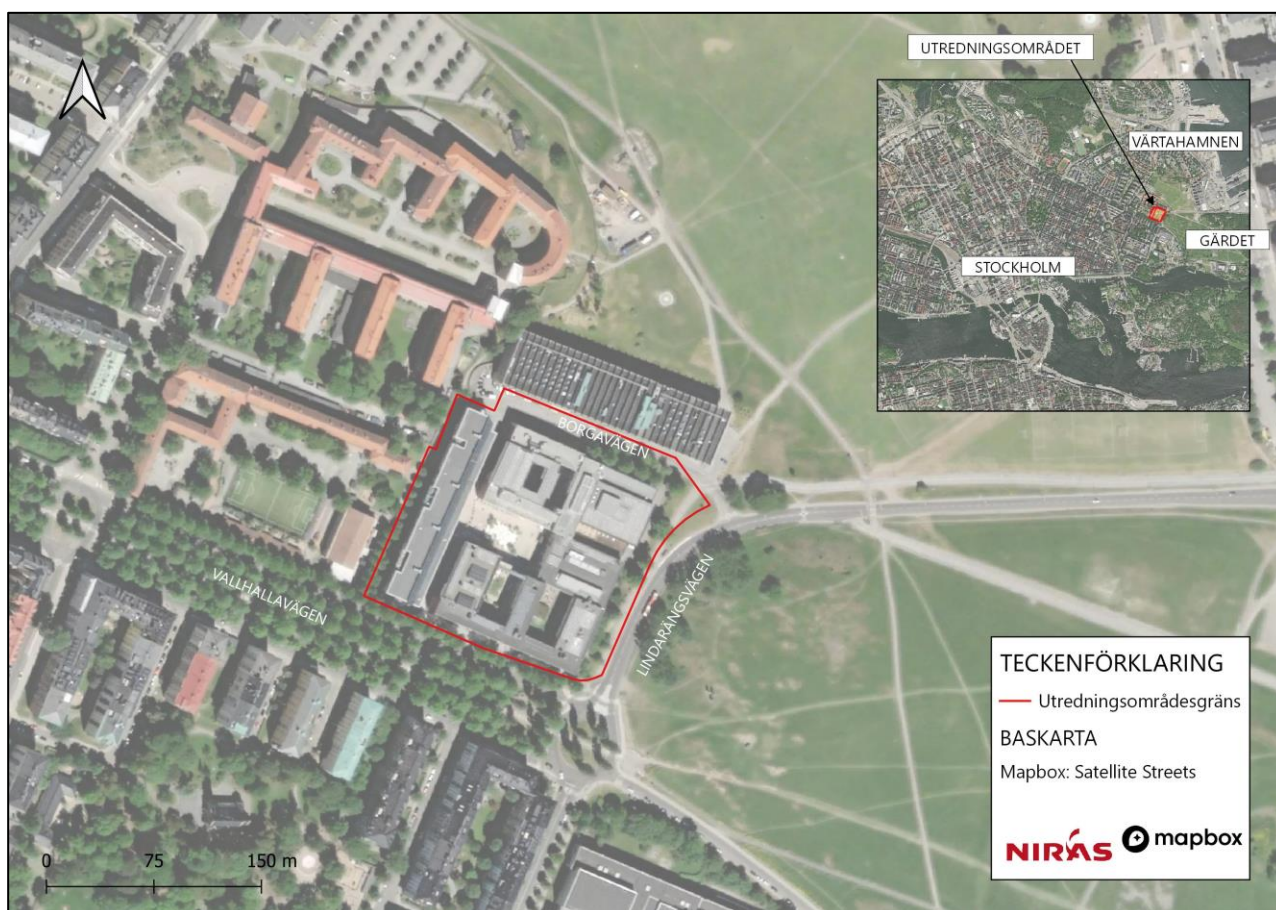 UTREDNINGSOMRÅDET
VÄRTAHAMNEN
GÄRDET
STOCKHOLM
BORGAVÄGEN
VALLHALLAVÄGEN
LINDARÄNGSVÄGEN
TECKENFÖRKLARING
Utredningsområdesgräns
BASKARTA
Mapbox: Satellite Streets
NIRAS mapbox
0 75 150 m